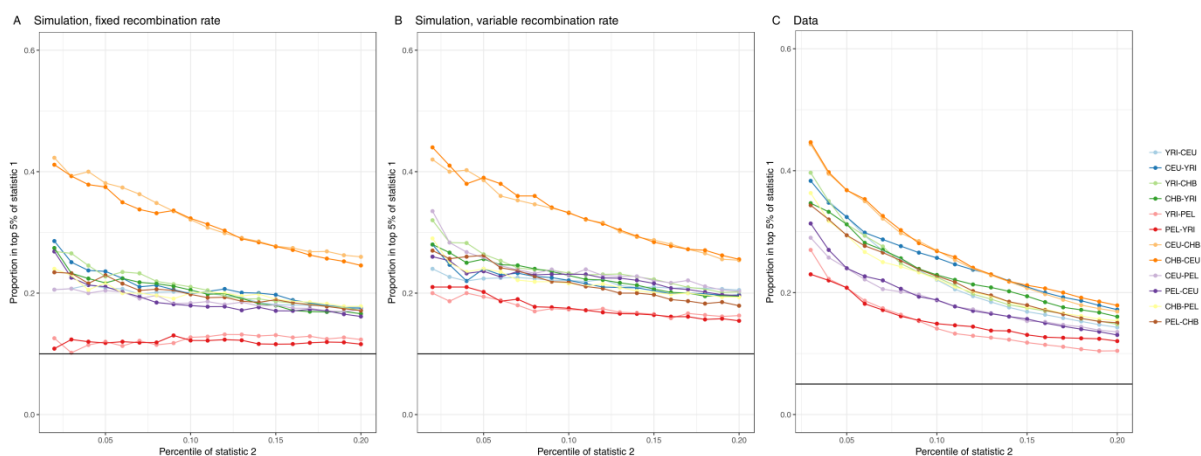 A Simulation, fixed recombination rate
0.6
0.4
0.2
0.0
Proportion in top 5% of statistic 1
0.05
0.10
0.15
0.20
Percentile of statistic 2
B Simulation, variable recombination rate
0.6
0.4
0.2
0.0
Proportion in top 5% of statistic 1
0.05
0.10
0.15
0.20
Percentile of statistic 2
C Data
0.6
0.4
0.2
0.0
Proportion in top 5% of statistic 1
0.05
0.10
0.15
0.20
Percentile of statistic 2
YRI-CEU
CEU-YRI
YRI-CHB
CHB-YRI
YRI-PEL
PEL-YRI
CEU-CHB
CHB-CEU
CEU-PEL
PEL-CEU
CHB-PEL
PEL-CHB